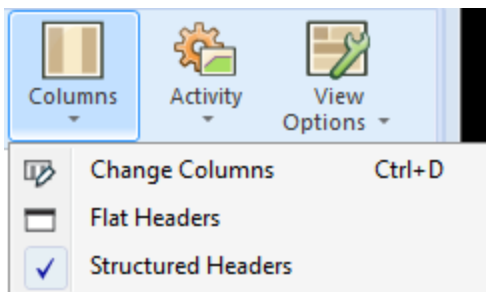 Columns Activity View
Options
Change Columns Ctrl+D
Flat Headers
Structured Headers